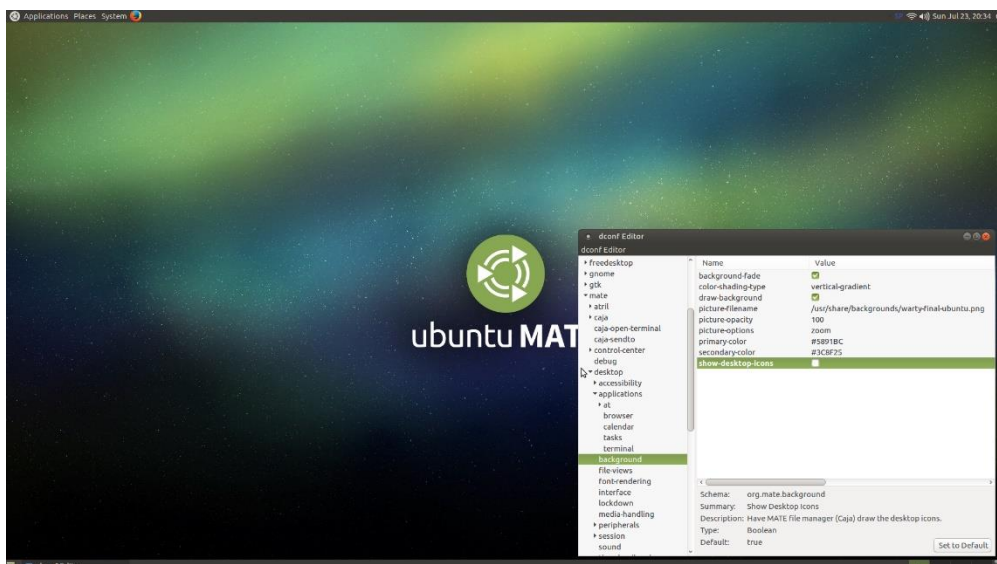 Applications Places System
Sun Jul 23, 20:34
ubuntu MAT
dconf Editor
dconf Editor
freedesktop
gnome
gtk
mate
atril
caja
caja-open-terminal
caja-sendto
control-center
debug
desktop
accessibility
applications
at
browser
calendar
tasks
terminal
background
file-views
font-rendering
interface
lockdown
media-handling
peripherals
session
sound
Name Value
background-fade
color-shading-type vertical-gradient
draw-background
picture-filename /usr/share/backgrounds/warty-final-ubuntu.png
picture-opacity 100
picture-options zoom
primary-color #5891BC
secondary-color #3C8F25
show-desktop-icons
Schema: org.mate.background
Summary: Show Desktop Icons
Description: Have MATE file manager (Caja) draw the desktop icons.
Type: Boolean
Default: true
Set to Default